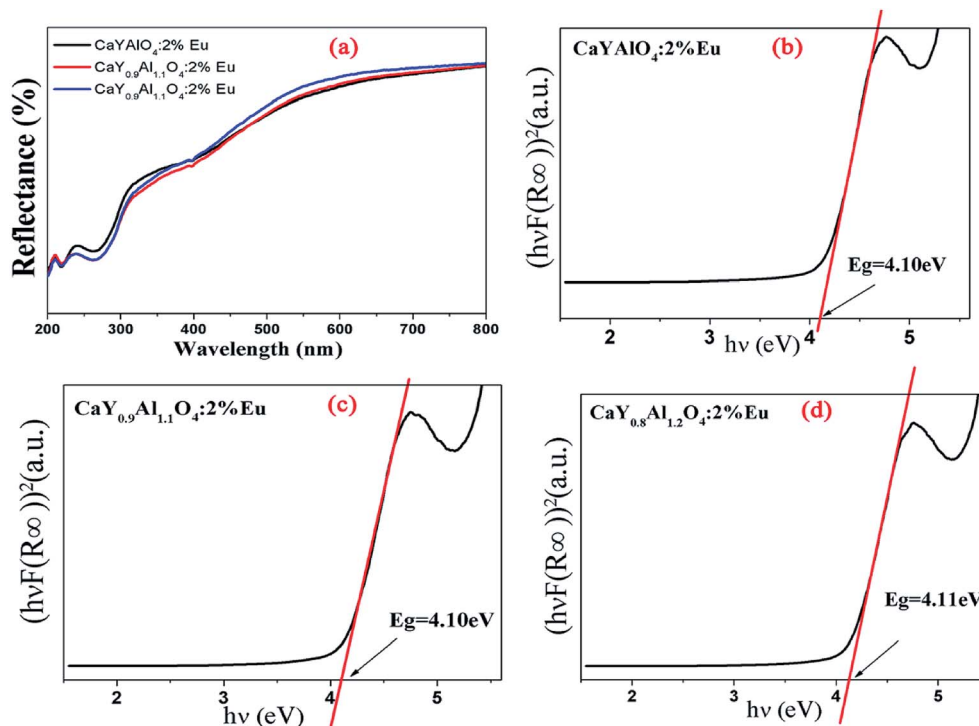 CaYAlO4:2% Eu
CaY0.9Al1.1O4:2% Eu
CaY0.9Al1.1O4:2% Eu
(a)
Reflectance (%)
200 300 400 500 600 700 800
Wavelength (nm)
CaYAlO4:2%Eu
(b)
(hνF(R∞))2(a.u.)
Eg=4.10eV
2 3 4 5
hν (eV)
CaY0.9Al1.1O4:2%Eu
(c)
(hνF(R∞))2(a.u.)
Eg=4.10eV
2 3 4 5
hν (eV)
CaY0.8Al1.2O4:2%Eu
(d)
(hνF(R∞))2(a.u.)
Eg=4.11eV
2 3 4 5
hν (eV)